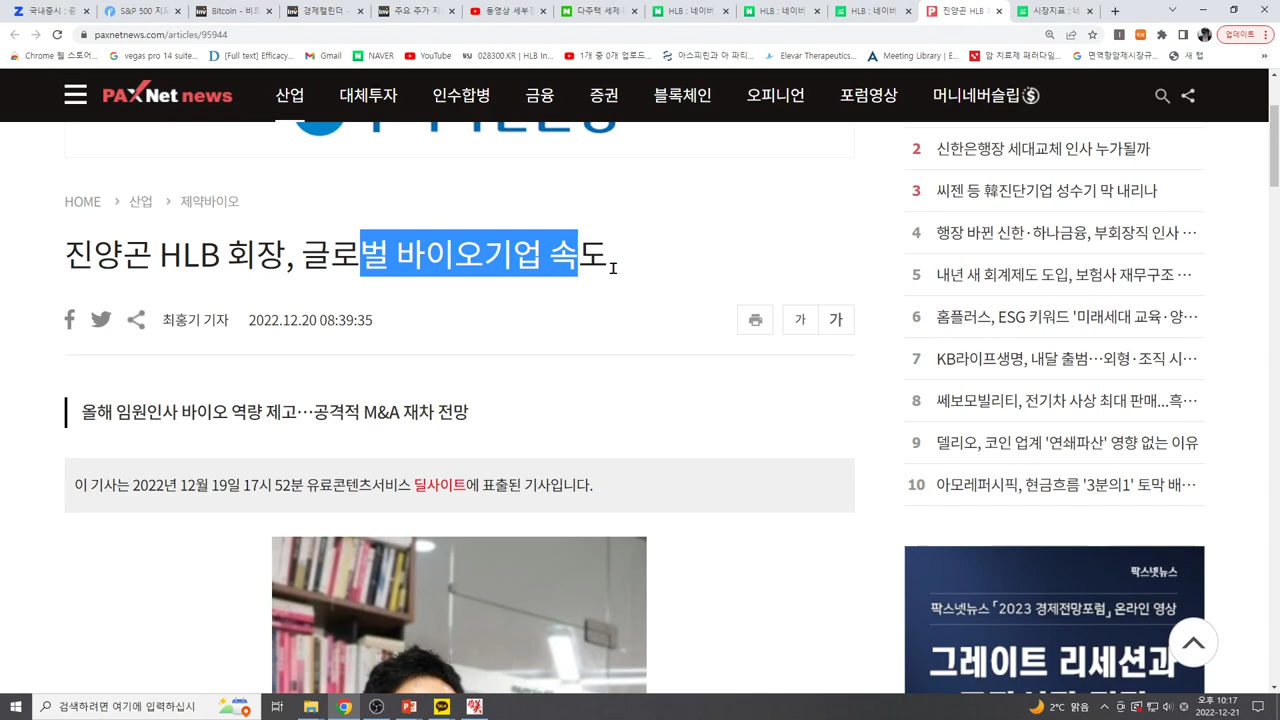 국내증시 : 증
S&P 500 지수
Bitcoin - 비트
경제캘린더 -
주요 주가 지
동영상 세부정
다주택 세제
HLB : 네이버
HLB : 네이버
HLB : 네이버
진양곤 HLB 회
시장지표 : 네
paxnetnews.com/articles/95944
업데이트
Chrome 웹 스토어...
vegas pro 14 suite...
[Full text] Efficacy...
Gmail
NAVER
YouTube
028300.KR | HLB In...
1개 중 0개 업로드...
아스피린과 아 파티...
Elevar Therapeutics...
Meeting Library | E...
암 치료제 패러다임...
면역항암제시장규...
새 탭
PAXNet news
산업
대체투자
인수합병
금융
증권
블록체인
오피니언
포럼영상
머니네버슬립
HOME > 산업 > 제약바이오
진양곤 HLB 회장, 글로벌 바이오기업 속도
최홍기 기자 2022.12.20 08:39:35
가 가
올해 임원인사 바이오 역량 제고…공격적 M&A 재차 전망
이 기사는 2022년 12월 19일 17시 52분 유료콘텐츠서비스 딜사이트에 표출된 기사입니다.
2 신한은행장 세대교체 인사 누가될까
3 씨젠 등 韓진단기업 성수기 막 내리나
4 행장 바뀐 신한·하나금융, 부회장직 인사 …
5 내년 새 회계제도 도입, 보험사 재무구조 …
6 홈플러스, ESG 키워드 '미래세대 교육·양…
7 KB라이프생명, 내달 출범…외형·조직 시…
8 쎄보모빌리티, 전기차 사상 최대 판매...흑…
9 델리오, 코인 업계 '연쇄파산' 영향 없는 이유
10 아모레퍼시픽, 현금흐름 '3분의1' 토막 배…
팍스넷뉴스
팍스넷뉴스 「2023 경제전망포럼」 온라인 영상
그레이트 리세션과
검색하려면 여기에 입력하십시
2°C 맑음
오후 10:17
2022-12-21